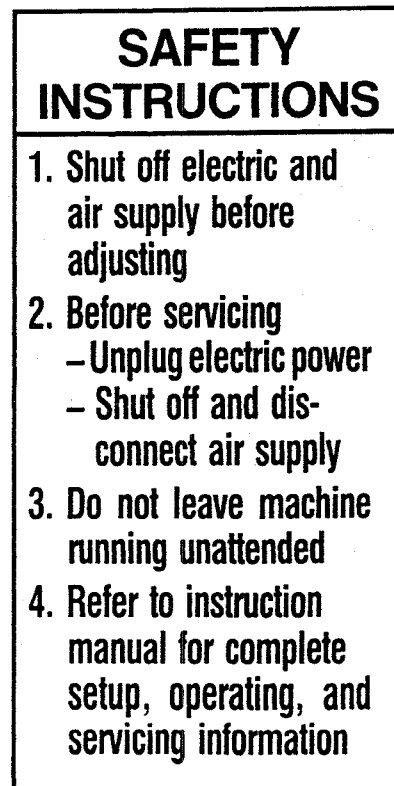 SAFETY
INSTRUCTIONS
1. Shut off electric and
air supply before
adjusting
2. Before servicing
– Unplug electric power
– Shut off and dis-
connect air supply
3. Do not leave machine
running unattended
4. Refer to instruction
manual for complete
setup, operating, and
servicing information